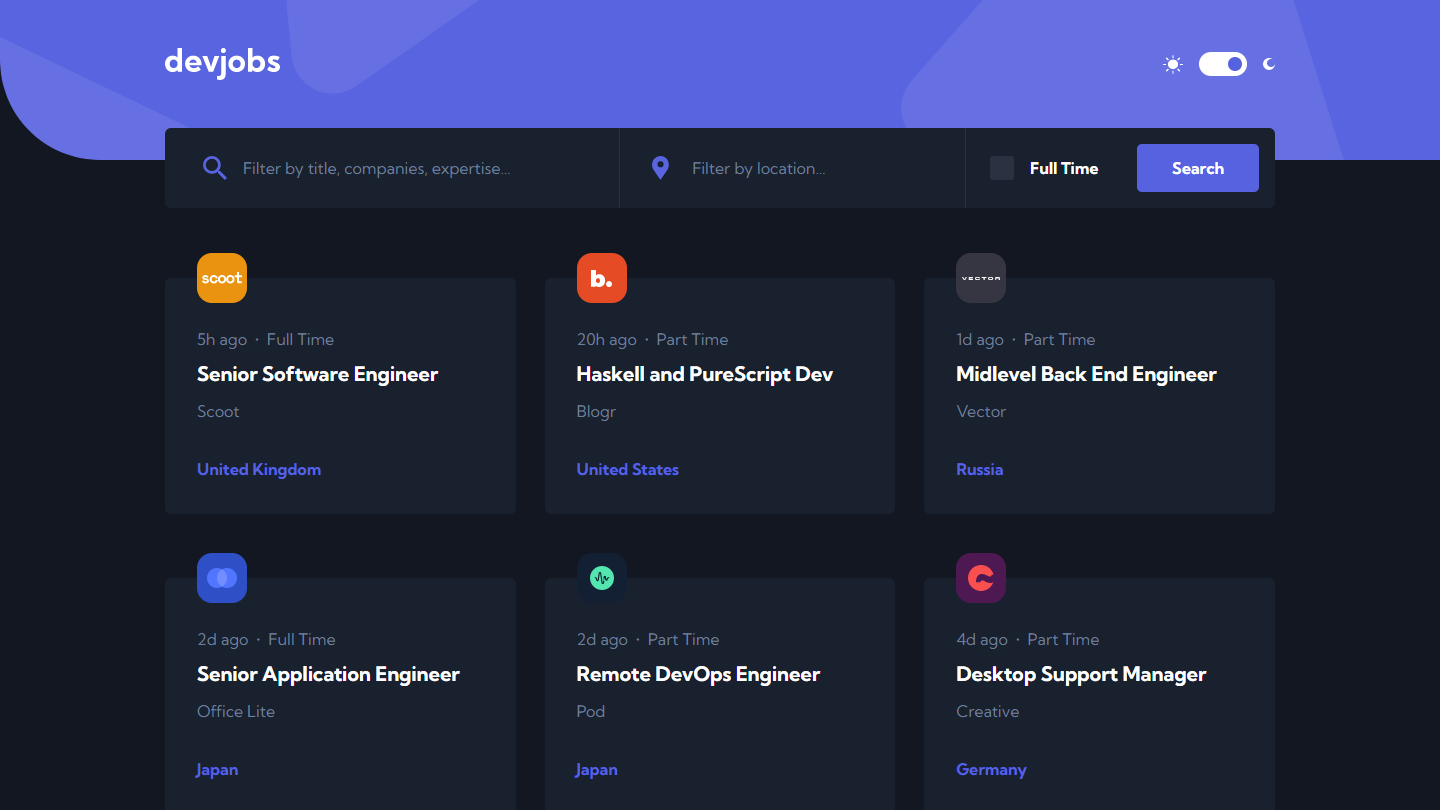 devjobs
Filter by title, companies, expertise...
Filter by location...
Full Time
Search
scoot
b.
VECTOR
5h ago · Full Time
Senior Software Engineer
Scoot
United Kingdom
20h ago · Part Time
Haskell and PureScript Dev
Blogr
United States
1d ago · Part Time
Midlevel Back End Engineer
Vector
Russia
2d ago · Full Time
Senior Application Engineer
Office Lite
Japan
2d ago · Part Time
Remote DevOps Engineer
Pod
Japan
4d ago · Part Time
Desktop Support Manager
Creative
Germany